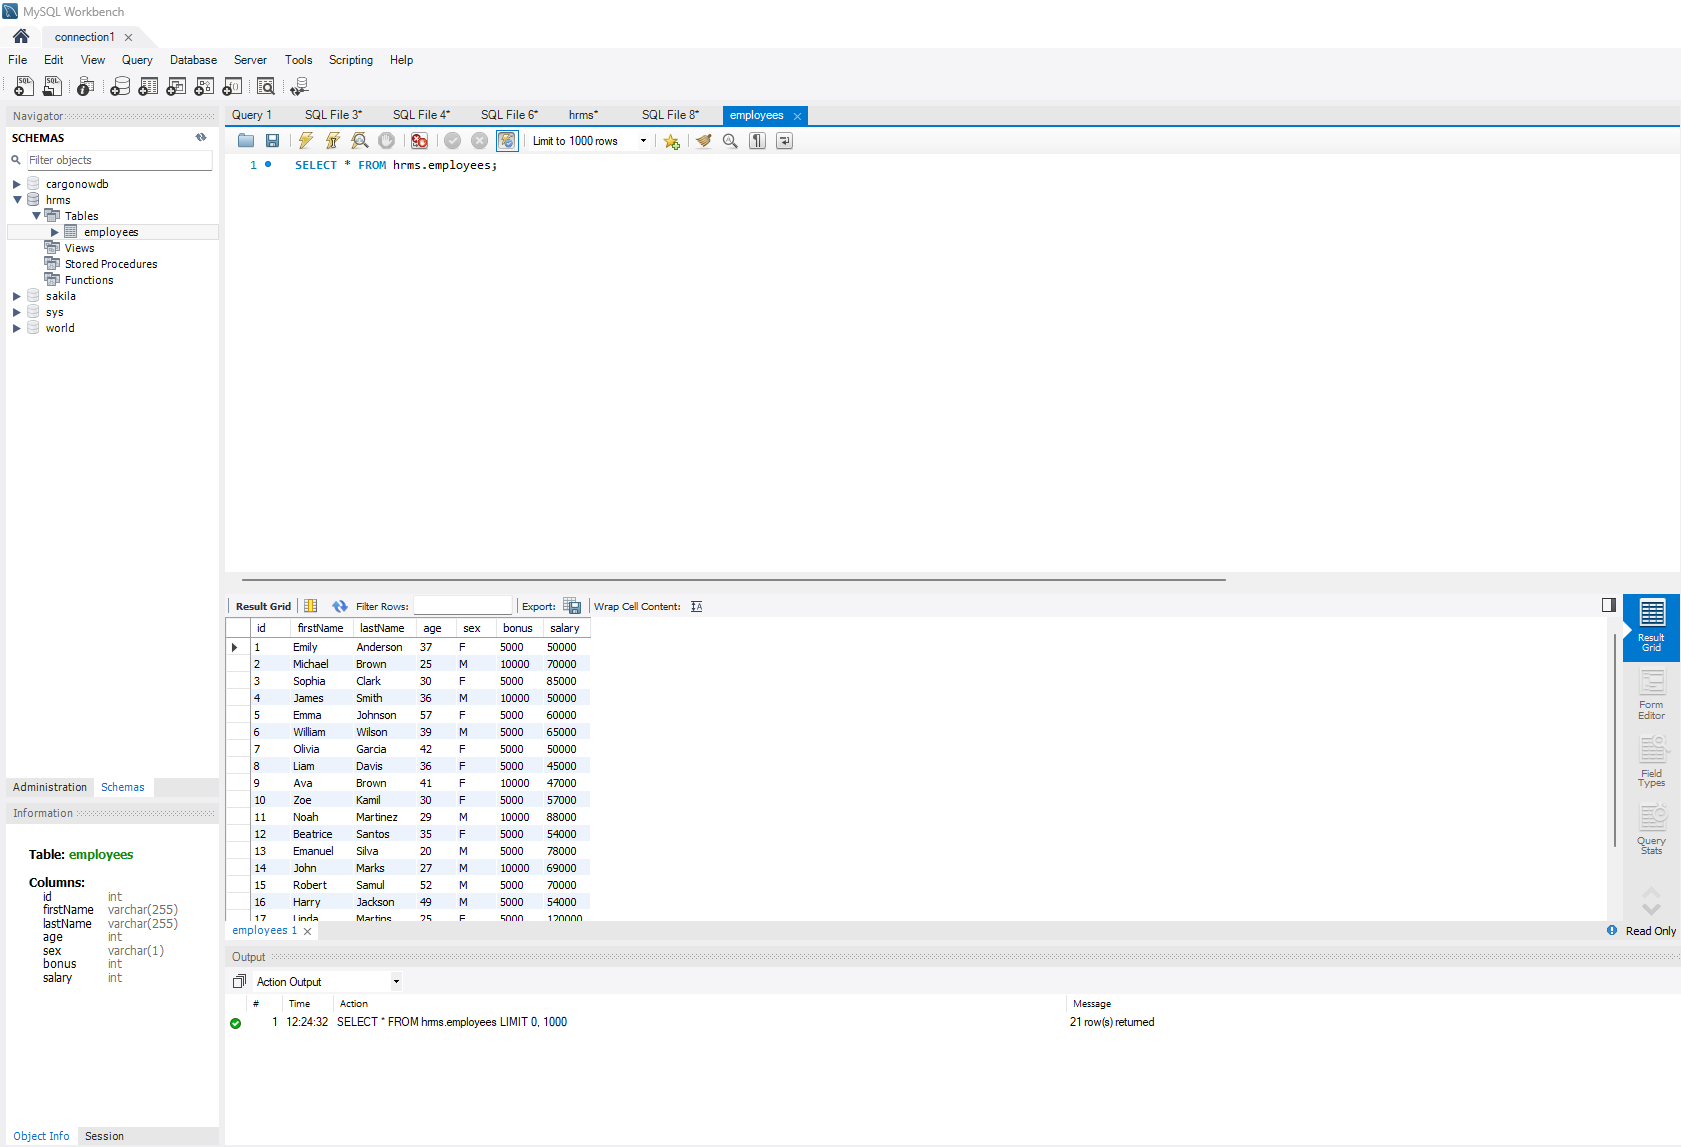 MySQL Workbench
connection1
File Edit View Query Database Server Tools Scripting Help
Navigator
SCHEMAS
Filter objects
cargonowdb
hrms
Tables
employees
Views
Stored Procedures
Functions
sakila
sys
world
Administration Schemas
Information
Table: employees
Columns:
id int
firstName varchar(255)
lastName varchar(255)
age int
sex varchar(1)
bonus int
salary int
Object Info Session
Query 1 SQL File 3* SQL File 4* SQL File 6* hrms* SQL File 8* employees
Limit to 1000 rows
1 SELECT * FROM hrms.employees;
Result Grid Filter Rows: Export: Wrap Cell Content:
id firstName lastName age sex bonus salary
1 Emily Anderson 37 F 5000 50000
2 Michael Brown 25 M 10000 70000
3 Sophia Clark 30 F 5000 85000
4 James Smith 36 M 10000 50000
5 Emma Johnson 57 F 5000 60000
6 William Wilson 39 M 5000 65000
7 Olivia Garcia 42 F 5000 50000
8 Liam Davis 36 F 5000 45000
9 Ava Brown 41 F 10000 47000
10 Zoe Kamil 30 F 5000 57000
11 Noah Martinez 29 M 10000 88000
12 Beatrice Santos 35 F 5000 54000
13 Emanuel Silva 20 M 5000 78000
14 John Marks 27 M 10000 69000
15 Robert Samul 52 M 5000 70000
16 Harry Jackson 49 M 5000 54000
17 Linda Martins 25 F 5000 120000
Result
Grid
Form
Editor
Field
Types
Query
Stats
employees 1
Read Only
Output
Action Output
# Time Action Message
1 12:24:32 SELECT * FROM hrms.employees LIMIT 0, 1000 21 row(s) returned